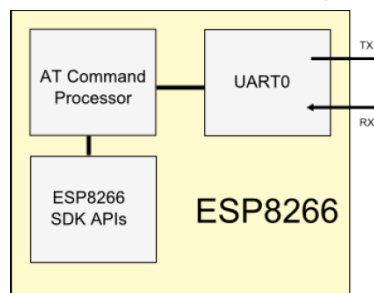 AT Command
Processor
UART0
TX
RX
ESP8266
SDK APIs
ESP8266